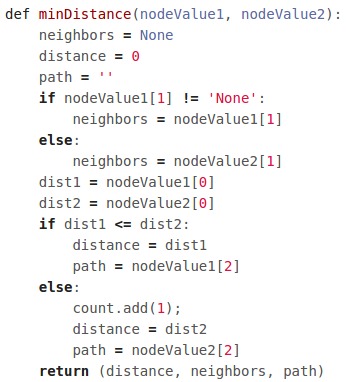 def minDistance(nodeValue1, nodeValue2):
    neighbors = None
    distance = 0
    path = ''
    if nodeValue1[1] != 'None':
        neighbors = nodeValue1[1]
    else:
        neighbors = nodeValue2[1]
    dist1 = nodeValue1[0]
    dist2 = nodeValue2[0]
    if dist1 <= dist2:
        distance = dist1
        path = nodeValue1[2]
    else:
        count.add(1);
        distance = dist2
        path = nodeValue2[2]
    return (distance, neighbors, path)